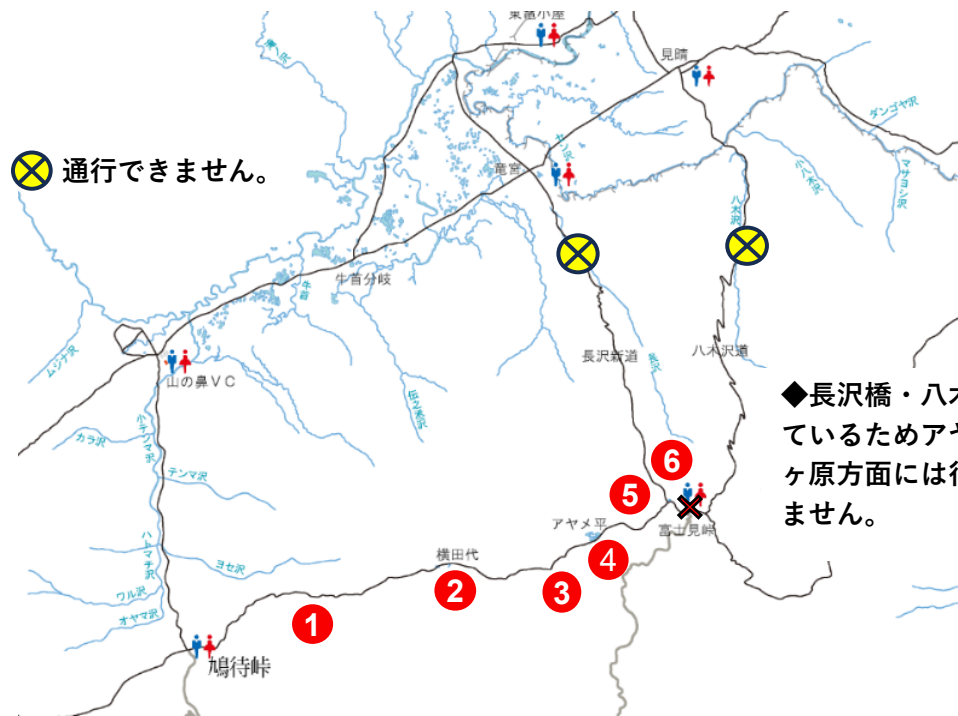 東電小屋
見晴
ダンゴヤ沢
小八木沢
マサヨシ沢
ヤシ沢
竜宮
八木沢
通行できません。
牛首分岐
牛首
ムジナ沢
山の鼻VC
長沢新道
長沢
八木沢道
小テンマ沢
カラ沢
テンマ沢
◆長沢橋・八木
ているためアヤ
ヶ原方面には行
ません。
6
5
アヤメ平
富士見峠
4
横田代
3
2
ハトマチ沢
ヨセ沢
ワル沢
オヤマ沢
1
鳩待峠